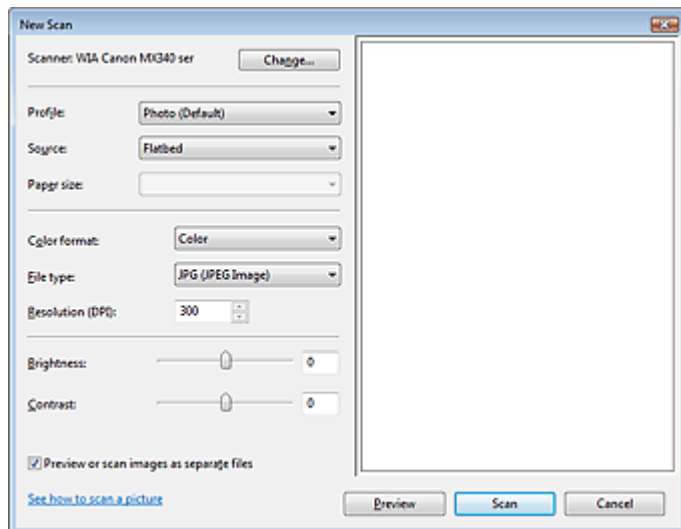 New Scan
Scanner: WIA Canon MX340 ser Change...
Profile: Photo (Default)
Source: Flatbed
Paper size:
Color format: Color
File type: JPG (JPEG Image)
Resolution (DPI): 300
Brightness: 0
Contrast: 0
Preview or scan images as separate files
See how to scan a picture Preview Scan Cancel